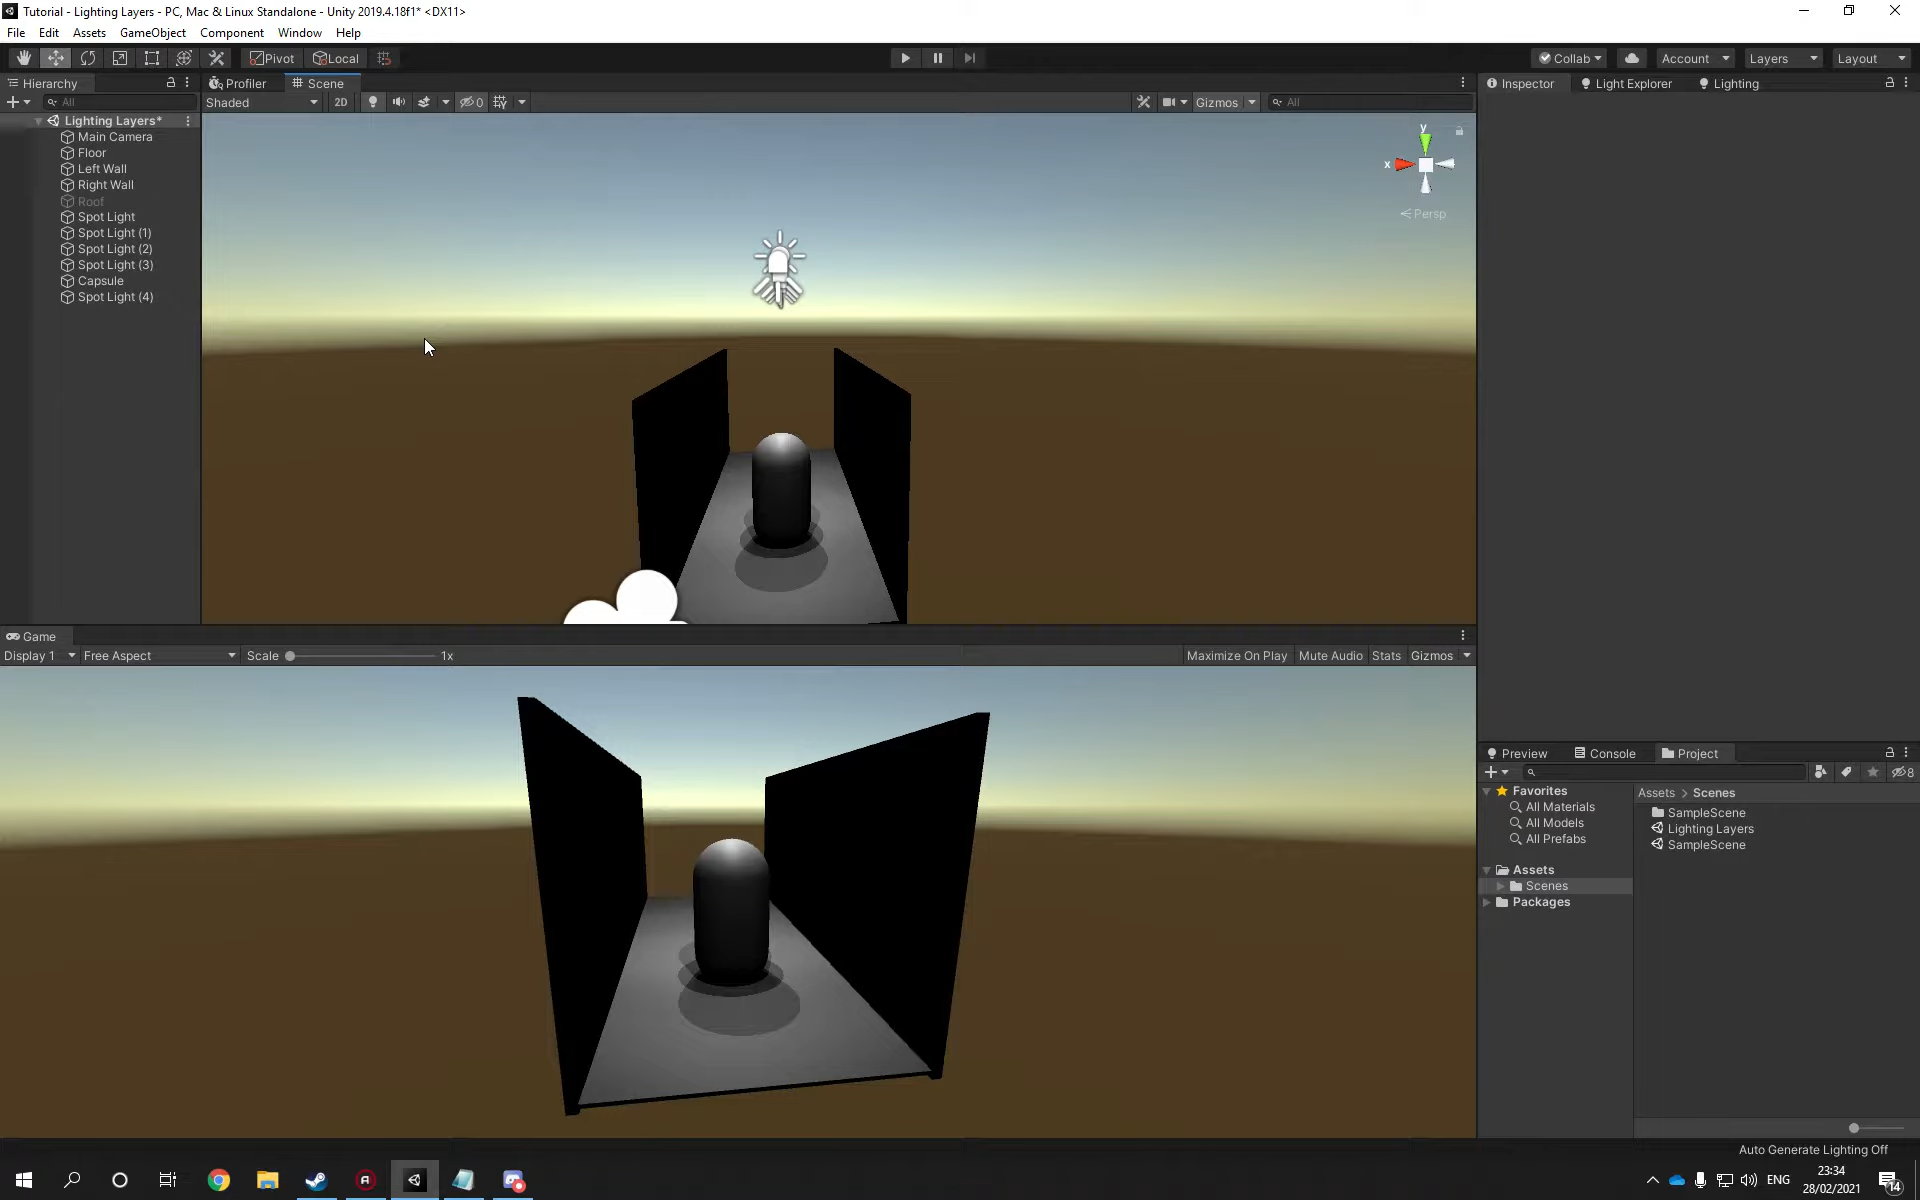 Tutorial - Lighting Layers - PC, Mac & Linux Standalone - Unity 2019.4.18f1* <DX11>
File Edit Assets GameObject Component Window Help
Pivot Local Collab Account Layers Layout
Hierarchy Profiler Scene Inspector Light Explorer Lighting
All Shaded 2D 0 Gizmos All
Lighting Layers*
Main Camera
Floor
Left Wall
Right Wall
Roof
Spot Light
Spot Light (1)
Spot Light (2)
Spot Light (3)
Capsule
Spot Light (4)
y
x
Persp
Game
Display 1 Free Aspect Scale 1x Maximize On Play Mute Audio Stats Gizmos
Preview Console Project
8
Favorites
All Materials
All Models
All Prefabs
Assets
Scenes
Packages
Assets > Scenes
SampleScene
Lighting Layers
SampleScene
Auto Generate Lighting Off
ENG
23:34
28/02/2021
14